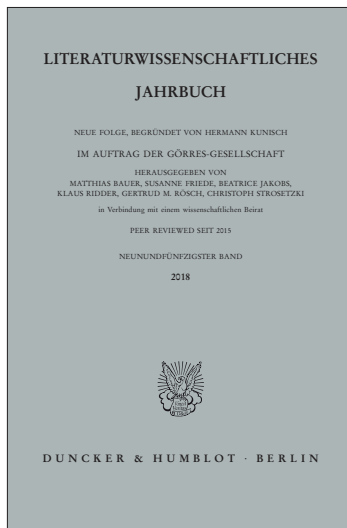 LITERATURWISSENSCHAFTLICHES
JAHRBUCH
NEUE FOLGE, BEGRÜNDET VON HERMANN KUNISCH
IM AUFTRAG DER GÖRRES-GESELLSCHAFT
HERAUSGEGEBEN VON
MATTHIAS BAUER, SUSANNE FRIEDE, BEATRICE JAKOBS,
KLAUS RIDDER, GERTRUD M. RÖSCH, CHRISTOPH STROSETZKI
in Verbindung mit einem wissenschaftlichen Beirat
PEER REVIEWED SEIT 2015
NEUNUNDFÜNFZIGSTER BAND
2018
DUNCKER & HUMBLOT · BERLIN